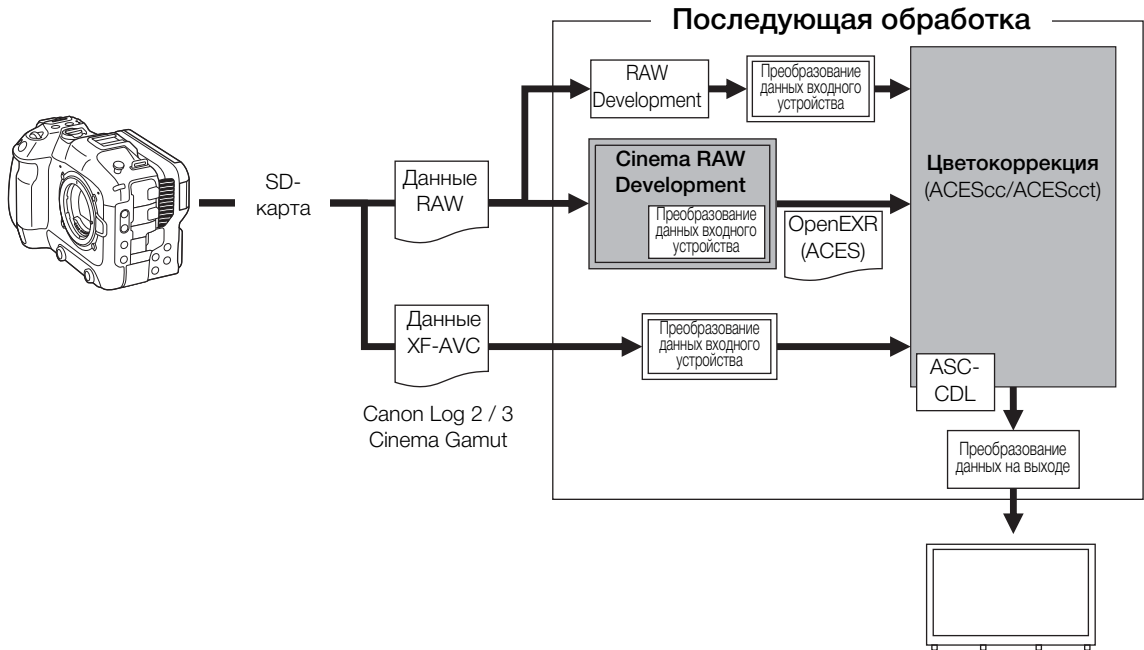 Последующая обработка
RAW
Development
Преобразование
данных входного
устройства
SD-
карта
Данные
RAW
Cinema RAW
Development
Преобразование
данных входного
устройства
OpenEXR
(ACES)
Цветокоррекция
(ACEScc/ACEScct)
Данные
XF-AVC
Преобразование
данных входного
устройства
Canon Log 2 / 3
Cinema Gamut
ASC-
CDL
Преобразование
данных на выходе